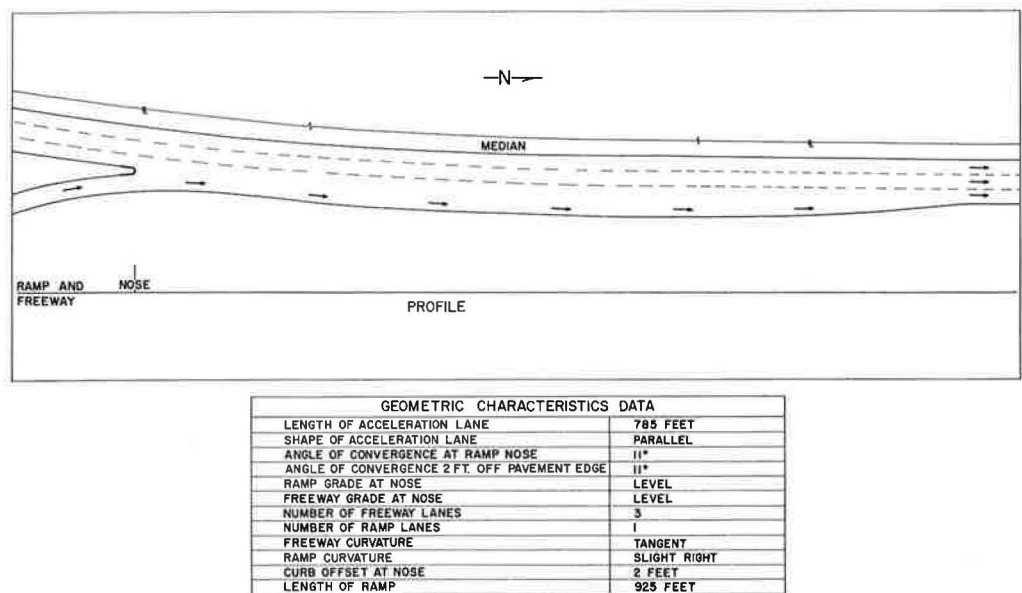 N
MEDIAN
RAMP AND NOSE
FREEWAY
PROFILE
GEOMETRIC CHARACTERISTICS DATA
LENGTH OF ACCELERATION LANE 785 FEET
SHAPE OF ACCELERATION LANE PARALLEL
ANGLE OF CONVERGENCE AT RAMP NOSE 11°
ANGLE OF CONVERGENCE 2 FT. OFF PAVEMENT EDGE 11°
RAMP GRADE AT NOSE LEVEL
FREEWAY GRADE AT NOSE LEVEL
NUMBER OF FREEWAY LANES 3
NUMBER OF RAMP LANES 1
FREEWAY CURVATURE TANGENT
RAMP CURVATURE SLIGHT RIGHT
CURB OFFSET AT NOSE 2 FEET
LENGTH OF RAMP 925 FEET